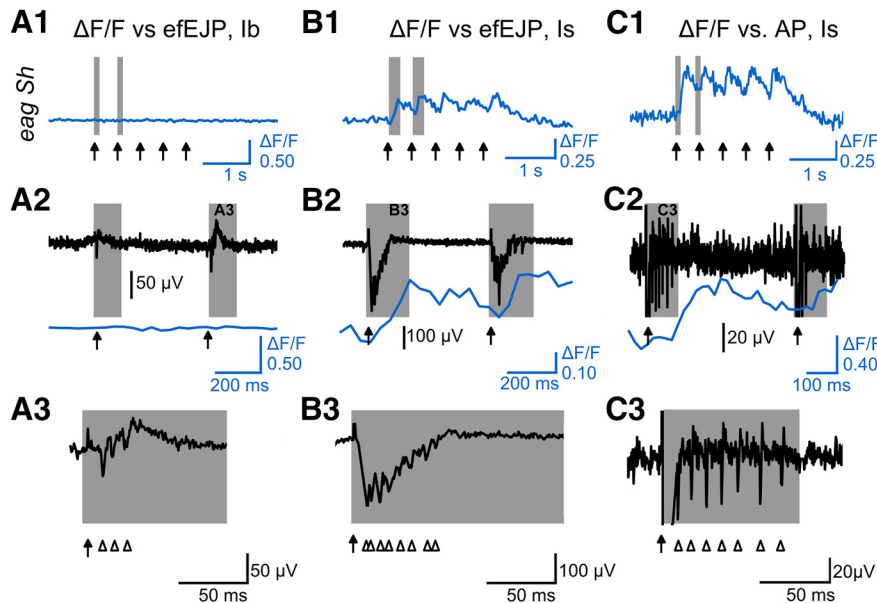 A1 ΔF/F vs efEJP, Ib
B1 ΔF/F vs efEJP, Is
C1 ΔF/F vs. AP, Is
eag Sh
ΔF/F
0.50
1 s
ΔF/F
0.25
1 s
ΔF/F
0.25
1 s
A2
A3
50 µV
ΔF/F
0.50
200 ms
B2
B3
100 µV
ΔF/F
0.10
200 ms
C2
C3
20 µV
ΔF/F
0.40
100 ms
A3
50 µV
50 ms
B3
100 µV
50 ms
C3
20µV
50 ms